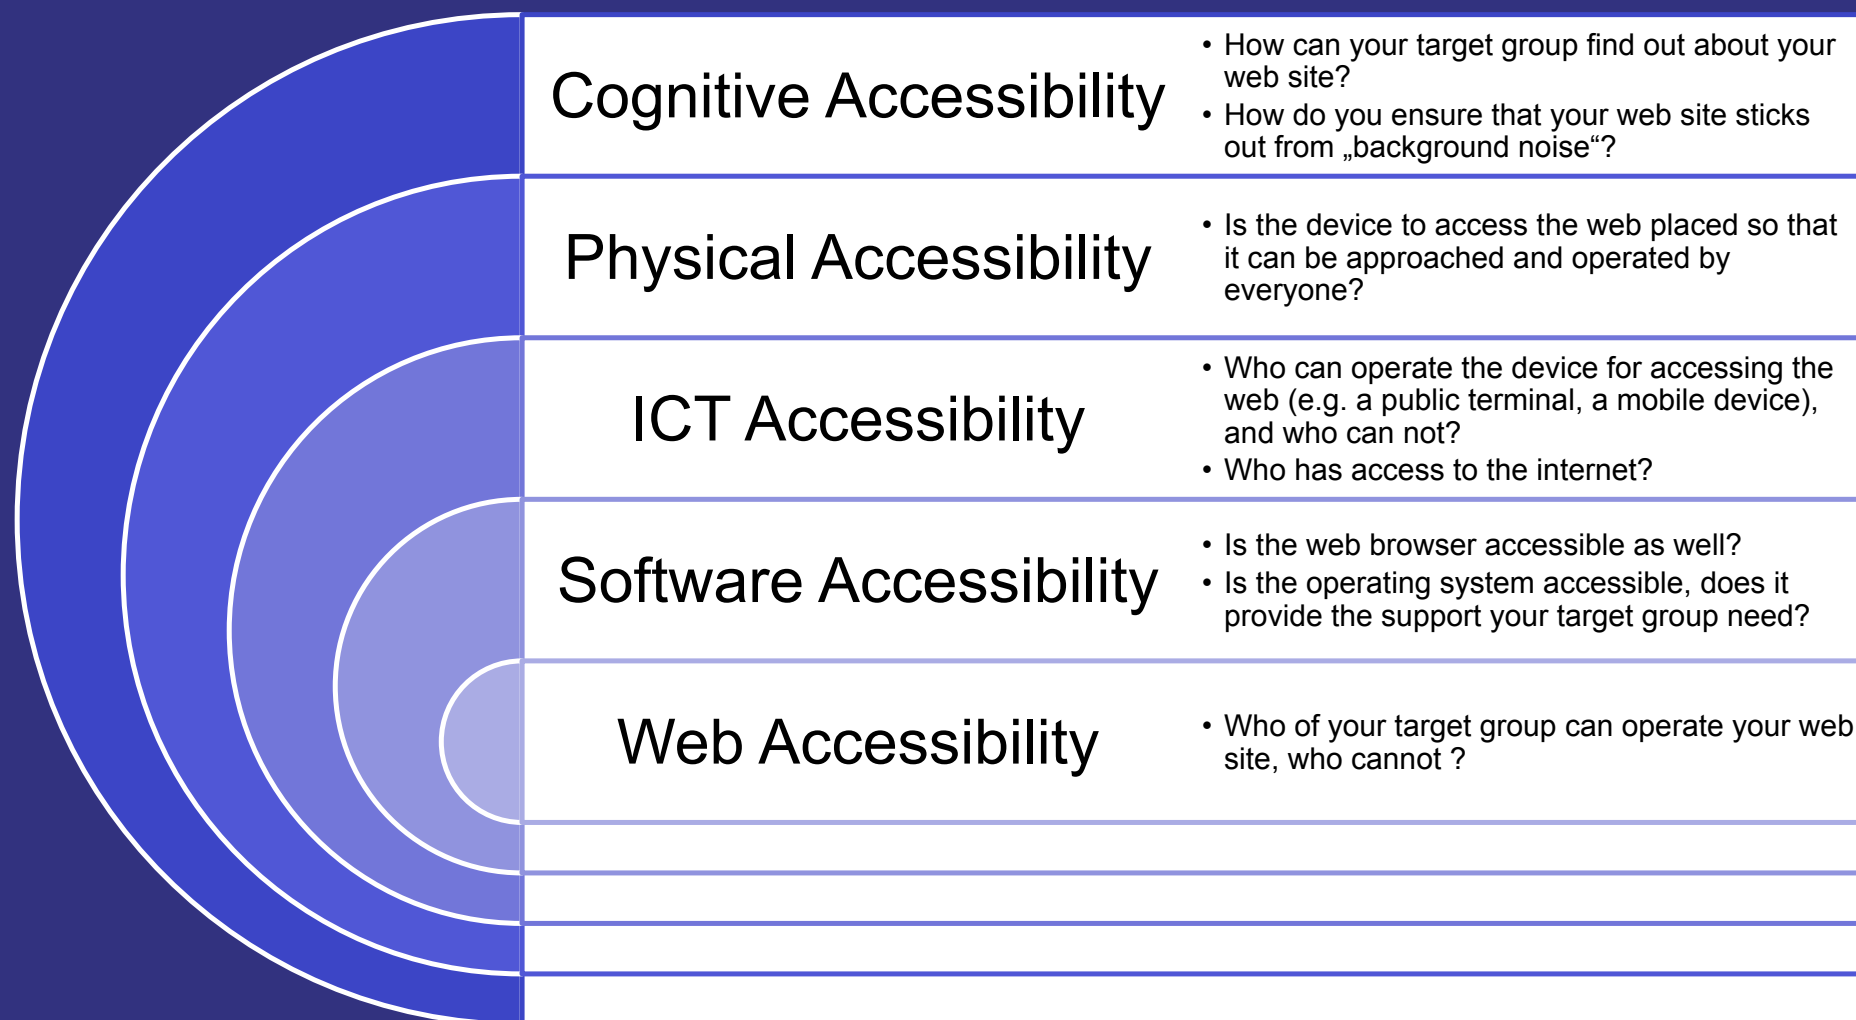 Cognitive Accessibility
• How can your target group find out about your
web site?
• How do you ensure that your web site sticks
out from „background noise“?
Physical Accessibility
• Is the device to access the web placed so that
it can be approached and operated by
everyone?
ICT Accessibility
• Who can operate the device for accessing the
web (e.g. a public terminal, a mobile device),
and who can not?
• Who has access to the internet?
Software Accessibility
• Is the web browser accessible as well?
• Is the operating system accessible, does it
provide the support your target group need?
Web Accessibility
• Who of your target group can operate your web
site, who cannot ?